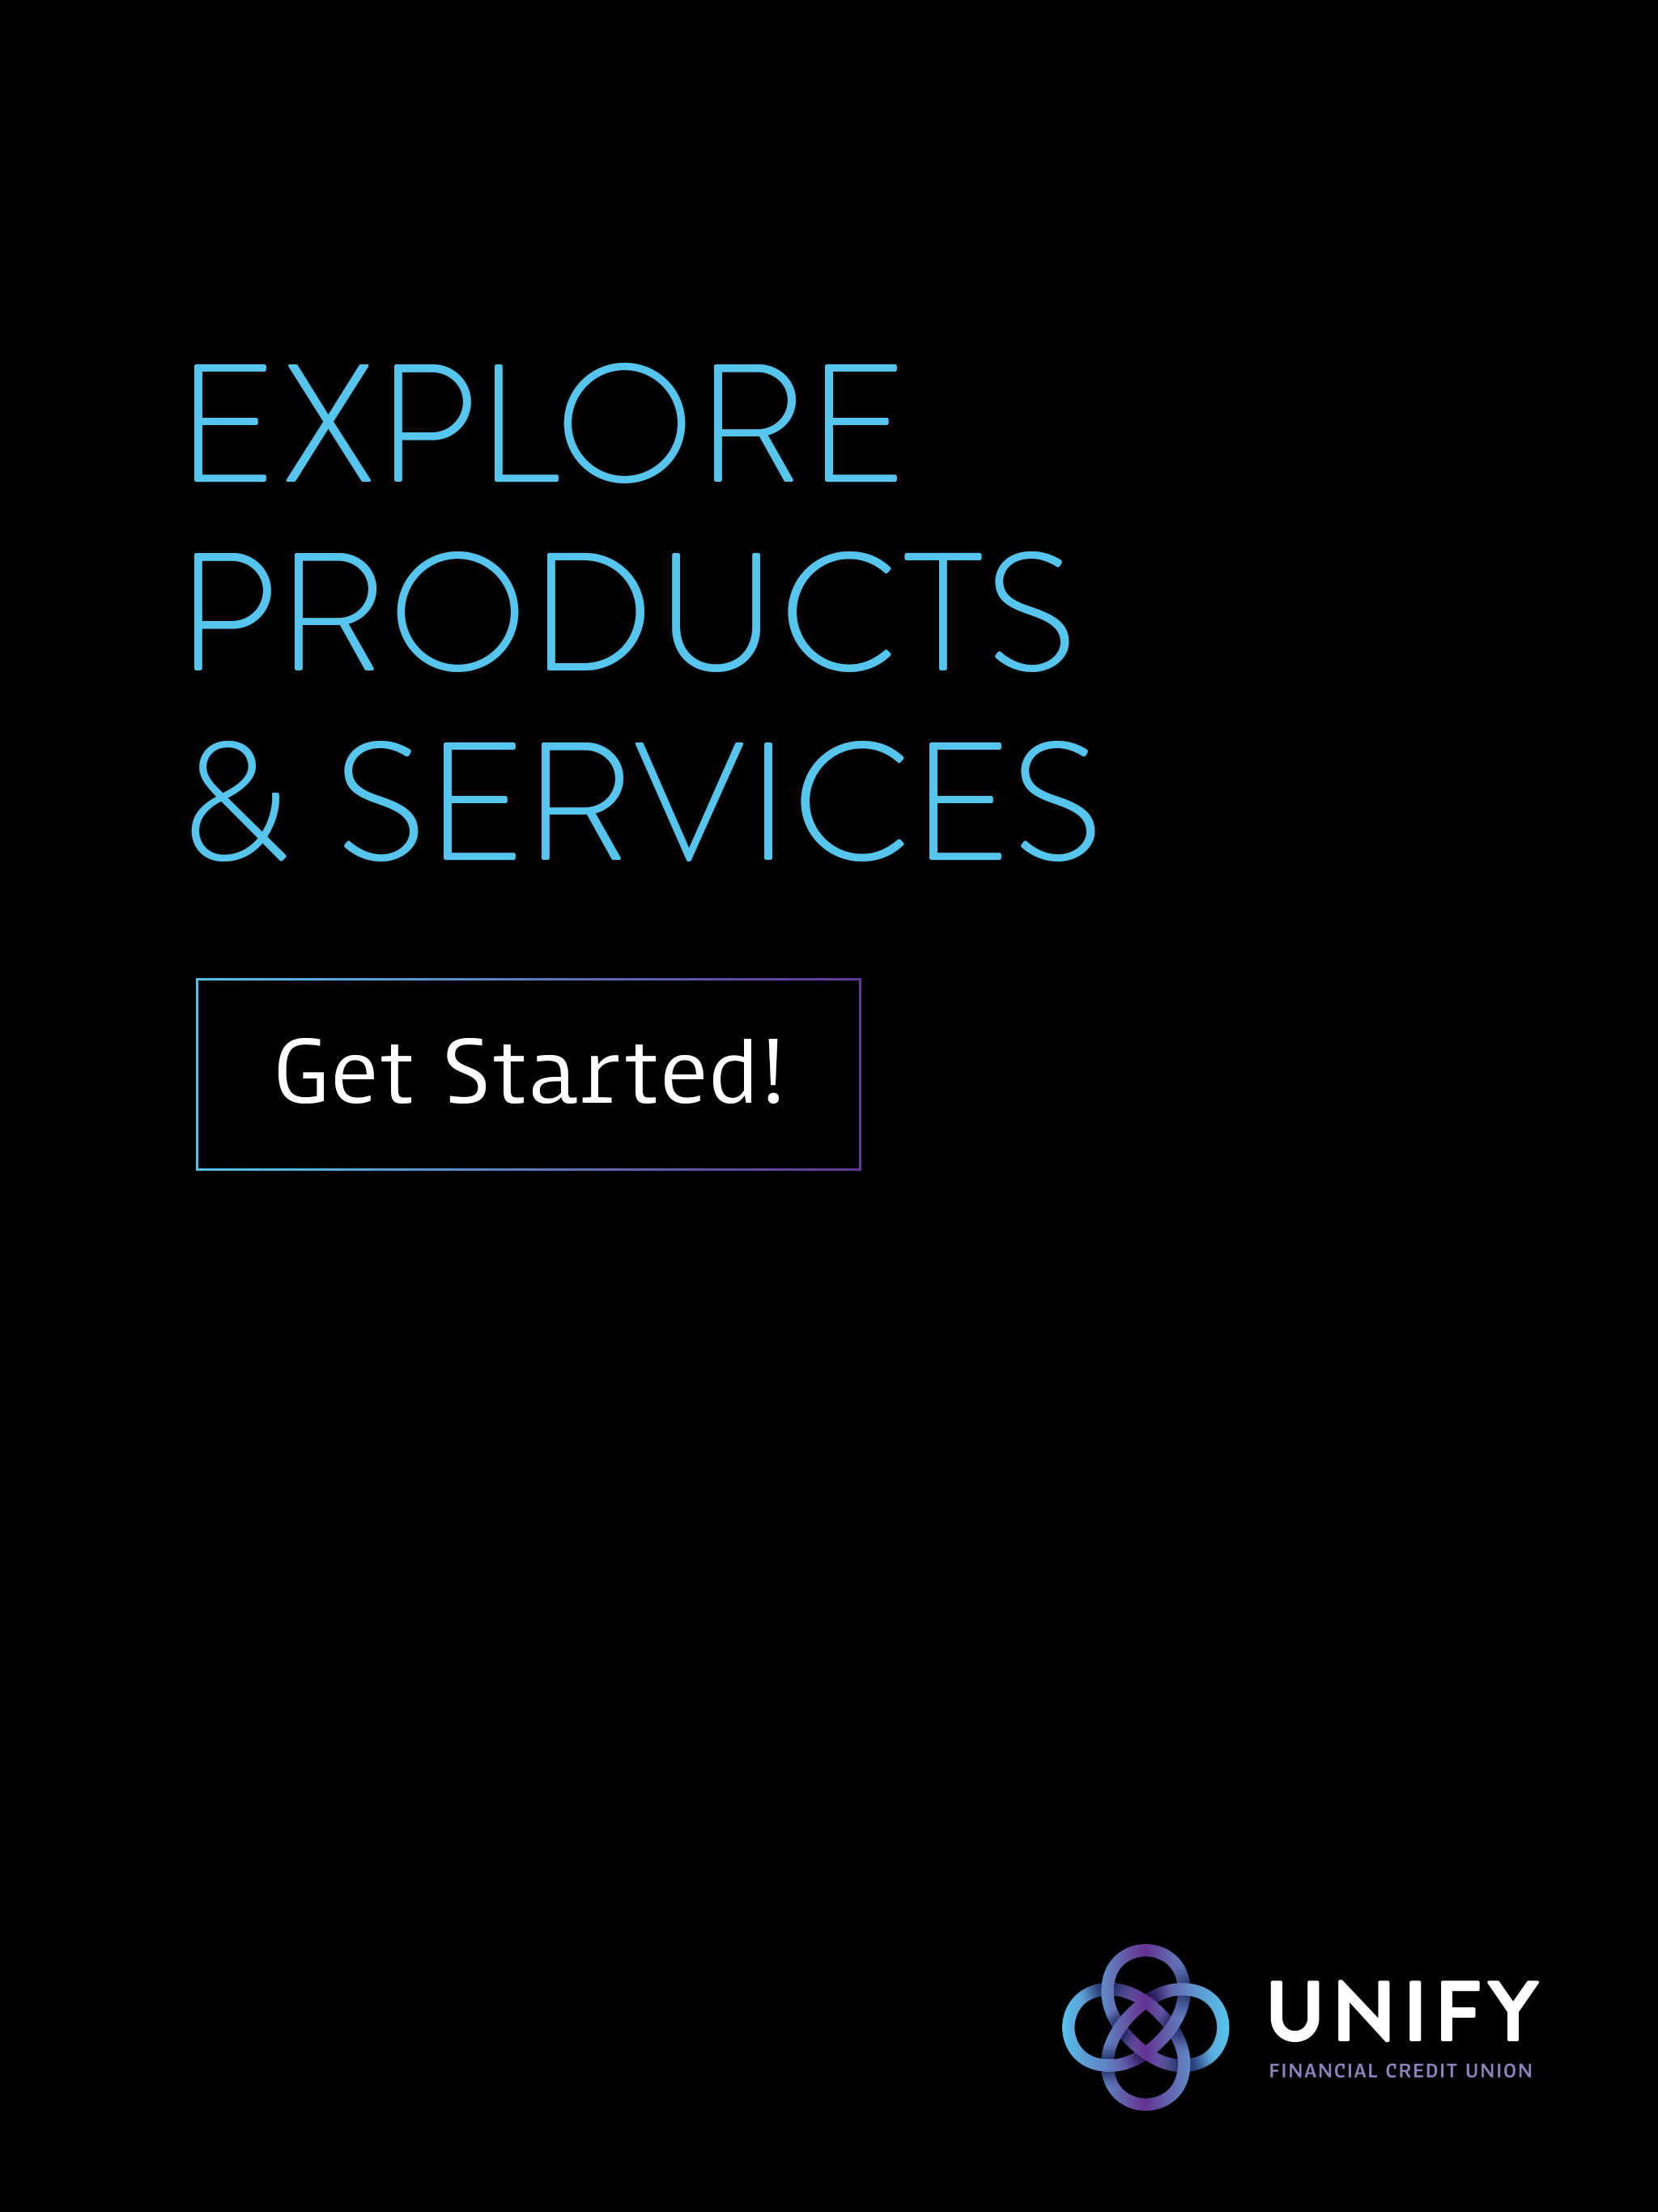 EXPLORE
PRODUCTS
& SERVICES
Get Started!
UNIFY
FINANCIAL CREDIT UNION